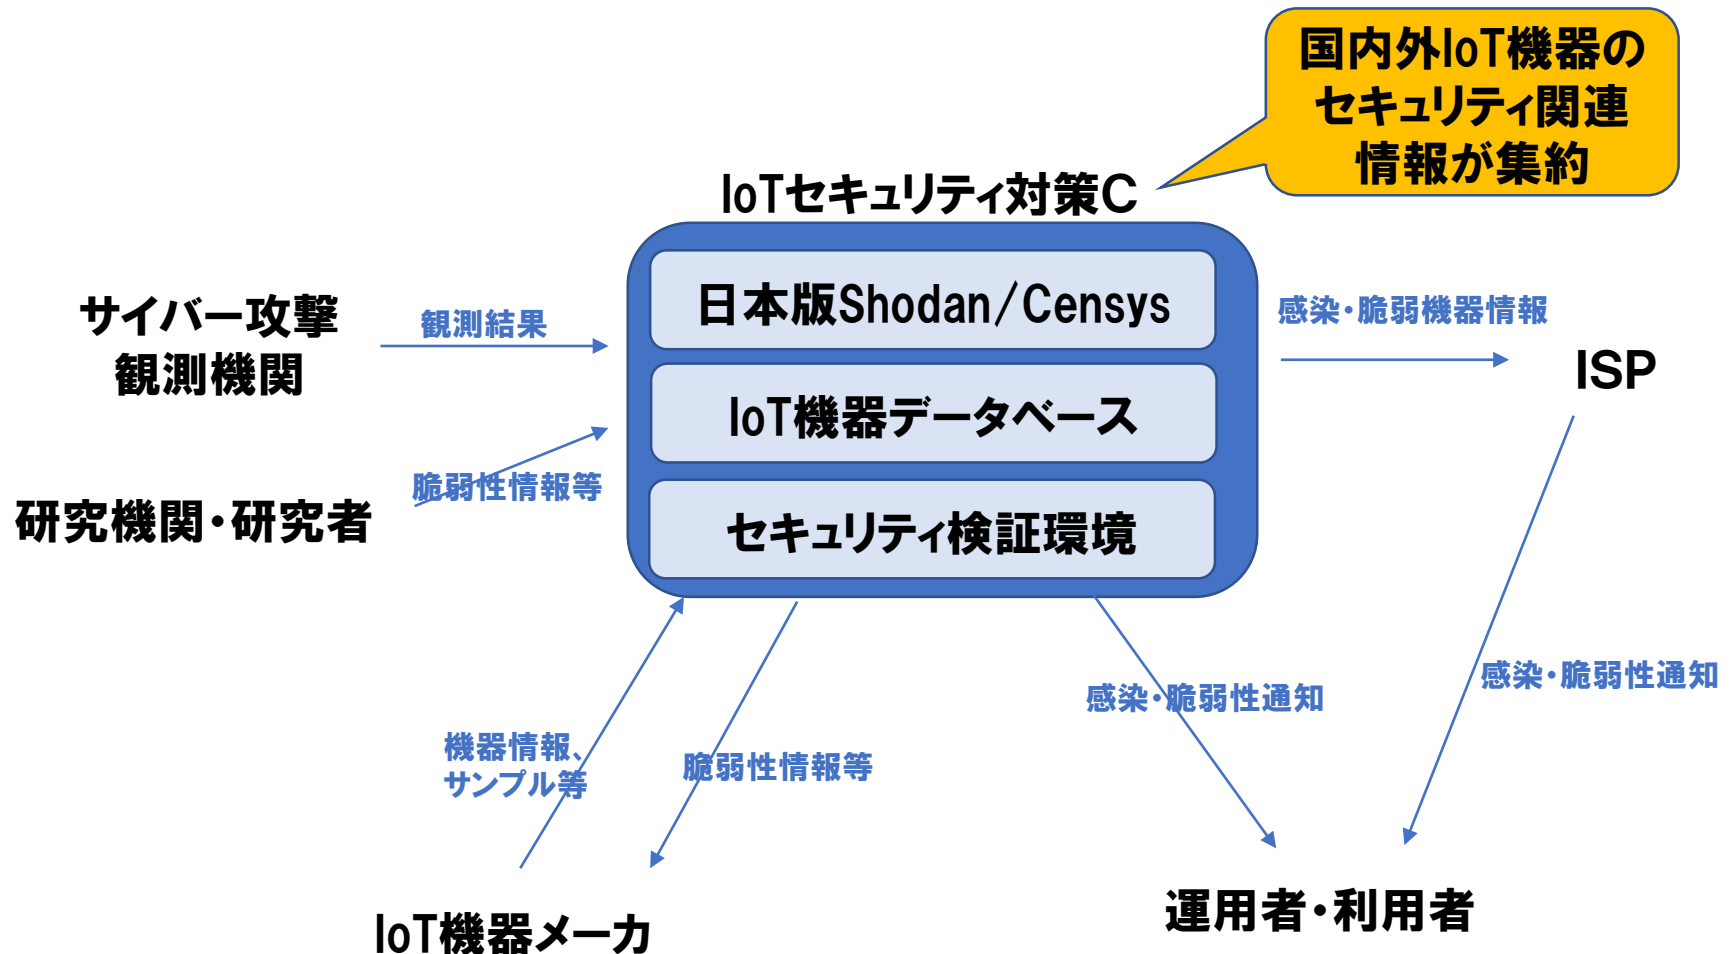 国内外IoT機器の
セキュリティ関連
情報が集約
IoTセキュリティ対策C
日本版Shodan/Censys
IoT機器データベース
セキュリティ検証環境
サイバー攻撃
観測機関
観測結果
研究機関・研究者
脆弱性情報等
感染・脆弱機器情報
ISP
機器情報、
サンプル等
脆弱性情報等
感染・脆弱性通知
感染・脆弱性通知
IoT機器メーカ
運用者・利用者